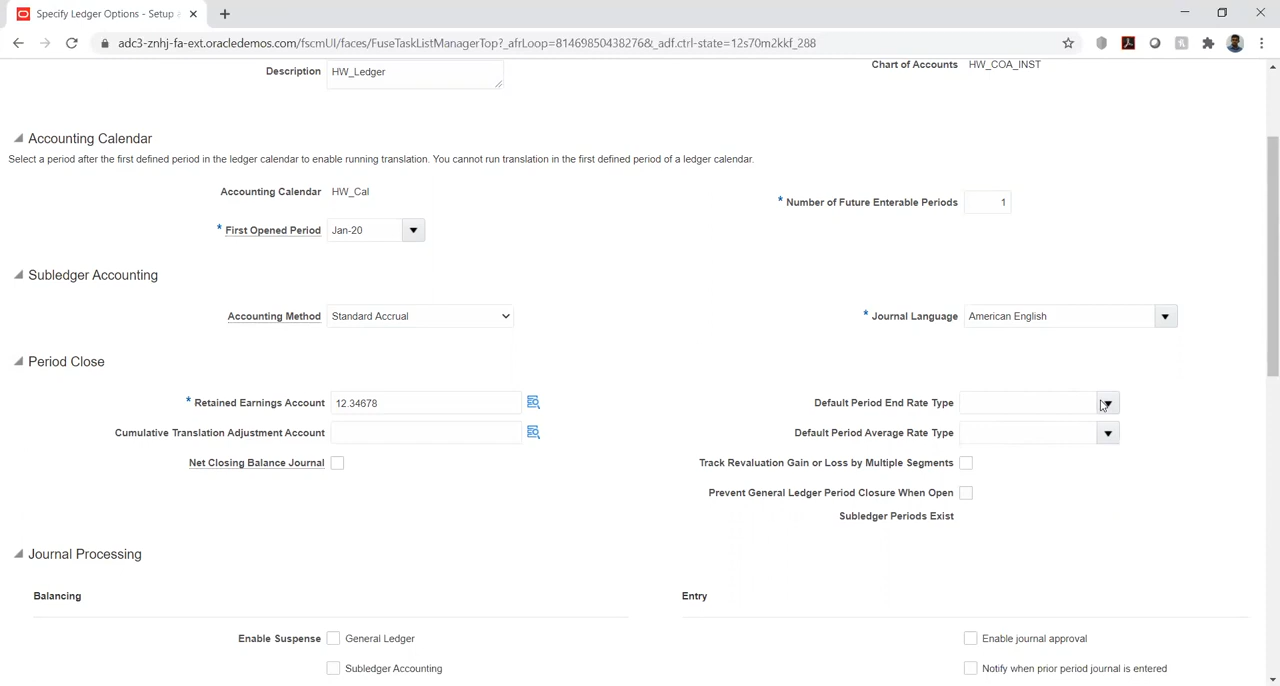 Specify Ledger Options - Setup
adc3-znhj-fa-ext.oracledemos.com/fscmUI/faces/FuseTaskListManagerTop?_afrLoop=8146985043827​6&_adf.ctrl-state=12s70m2kkf_288
Description HW_Ledger Chart of Accounts HW_COA_INST
Accounting Calendar
Select a period after the first defined period in the ledger calendar to enable running translation. You cannot run translation in the first defined period of a ledger calendar.
Accounting Calendar HW_Cal
* Number of Future Enterable Periods 1
* First Opened Period Jan-20
Subledger Accounting
Accounting Method Standard Accrual * Journal Language American English
Period Close
* Retained Earnings Account 12.34678 Default Period End Rate Type
Cumulative Translation Adjustment Account Default Period Average Rate Type
Net Closing Balance Journal Track Revaluation Gain or Loss by Multiple Segments
Prevent General Ledger Period Closure When Open
Subledger Periods Exist
Journal Processing
Balancing Entry
Enable Suspense General Ledger Enable journal approval
Subledger Accounting Notify when prior period journal is entered